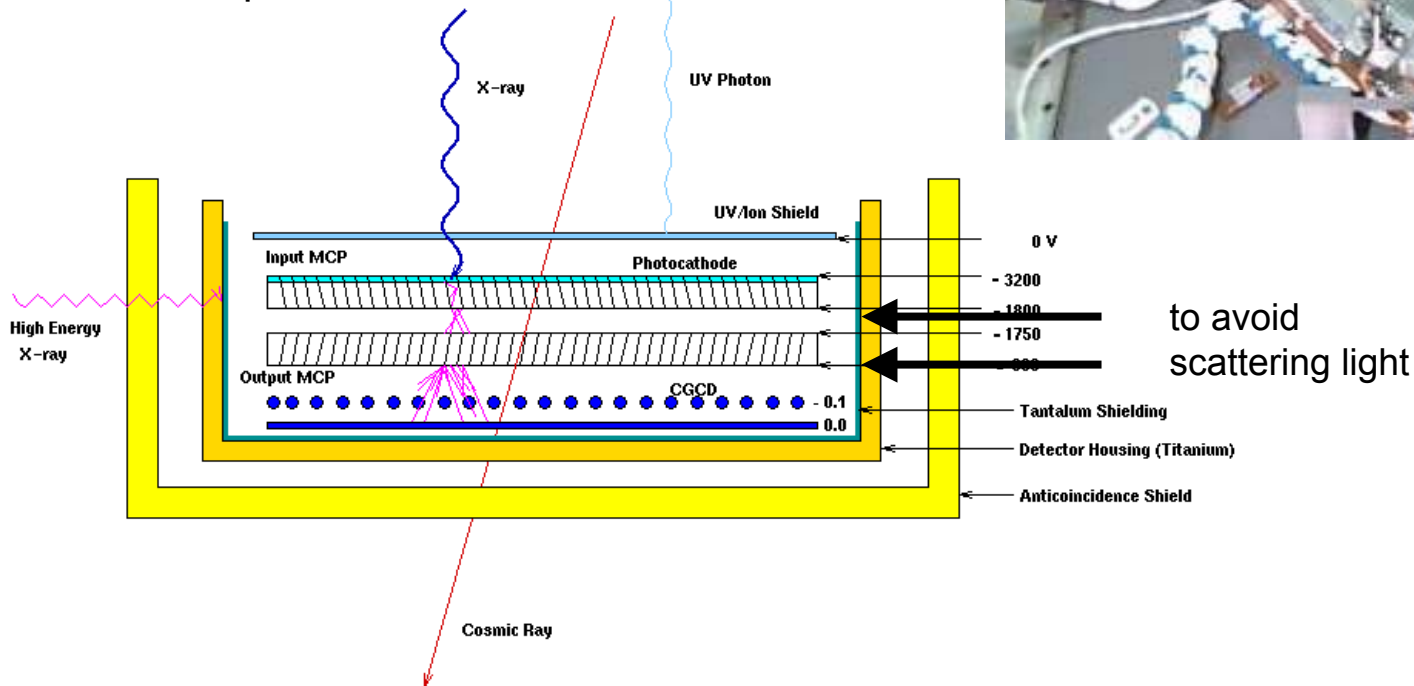 X-ray
UV Photon
UV/Ion Shield
0 V
Input MCP
Photocathode
- 3200
- 1800
- 1750
High Energy
X-ray
to avoid
scattering light
Output MCP
CGCD
- 0.1
0.0
Tantalum Shielding
Detector Housing (Titanium)
Anticoincidence Shield
Cosmic Ray